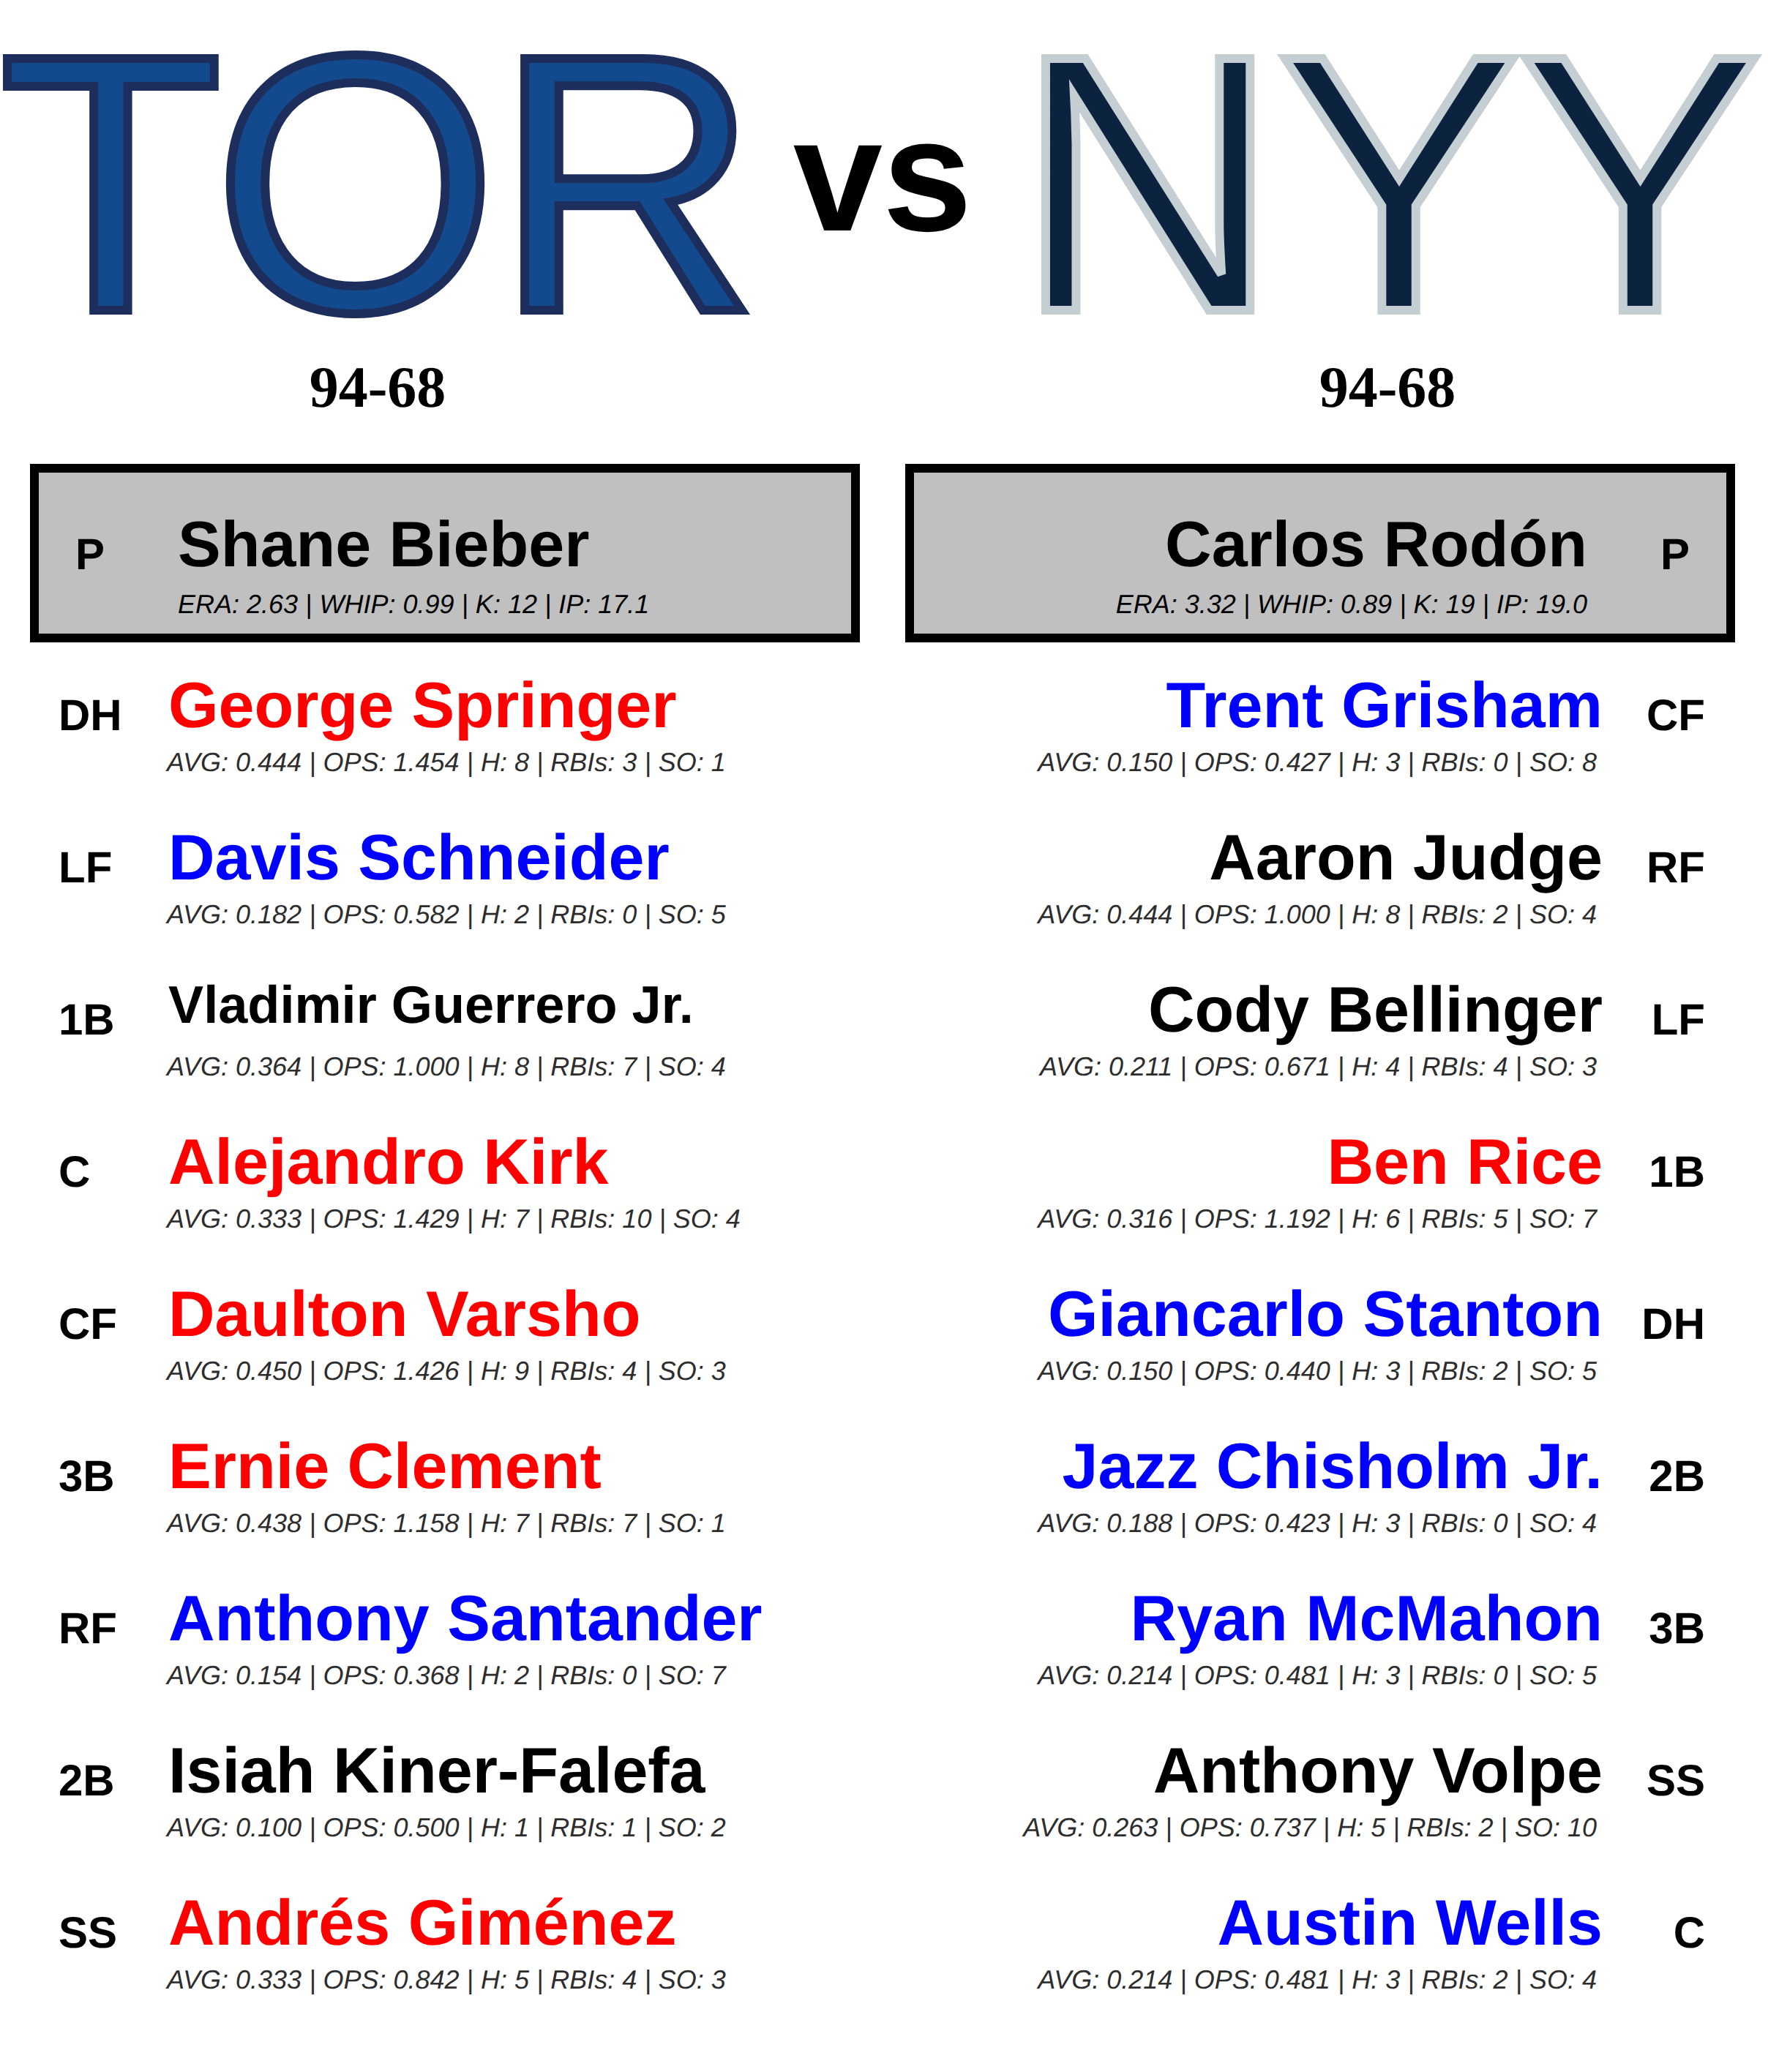 TOR vs NYY
94-68
94-68
P Shane Bieber
ERA: 2.63 | WHIP: 0.99 | K: 12 | IP: 17.1
Carlos Rodón P
ERA: 3.32 | WHIP: 0.89 | K: 19 | IP: 19.0
DH George Springer
AVG: 0.444 | OPS: 1.454 | H: 8 | RBIs: 3 | SO: 1
LF Davis Schneider
AVG: 0.182 | OPS: 0.582 | H: 2 | RBIs: 0 | SO: 5
1B Vladimir Guerrero Jr.
AVG: 0.364 | OPS: 1.000 | H: 8 | RBIs: 7 | SO: 4
C Alejandro Kirk
AVG: 0.333 | OPS: 1.429 | H: 7 | RBIs: 10 | SO: 4
CF Daulton Varsho
AVG: 0.450 | OPS: 1.426 | H: 9 | RBIs: 4 | SO: 3
3B Ernie Clement
AVG: 0.438 | OPS: 1.158 | H: 7 | RBIs: 7 | SO: 1
RF Anthony Santander
AVG: 0.154 | OPS: 0.368 | H: 2 | RBIs: 0 | SO: 7
2B Isiah Kiner-Falefa
AVG: 0.100 | OPS: 0.500 | H: 1 | RBIs: 1 | SO: 2
SS Andrés Giménez
AVG: 0.333 | OPS: 0.842 | H: 5 | RBIs: 4 | SO: 3
Trent Grisham CF
AVG: 0.150 | OPS: 0.427 | H: 3 | RBIs: 0 | SO: 8
Aaron Judge RF
AVG: 0.444 | OPS: 1.000 | H: 8 | RBIs: 2 | SO: 4
Cody Bellinger LF
AVG: 0.211 | OPS: 0.671 | H: 4 | RBIs: 4 | SO: 3
Ben Rice 1B
AVG: 0.316 | OPS: 1.192 | H: 6 | RBIs: 5 | SO: 7
Giancarlo Stanton DH
AVG: 0.150 | OPS: 0.440 | H: 3 | RBIs: 2 | SO: 5
Jazz Chisholm Jr. 2B
AVG: 0.188 | OPS: 0.423 | H: 3 | RBIs: 0 | SO: 4
Ryan McMahon 3B
AVG: 0.214 | OPS: 0.481 | H: 3 | RBIs: 0 | SO: 5
Anthony Volpe SS
AVG: 0.263 | OPS: 0.737 | H: 5 | RBIs: 2 | SO: 10
Austin Wells C
AVG: 0.214 | OPS: 0.481 | H: 3 | RBIs: 2 | SO: 4